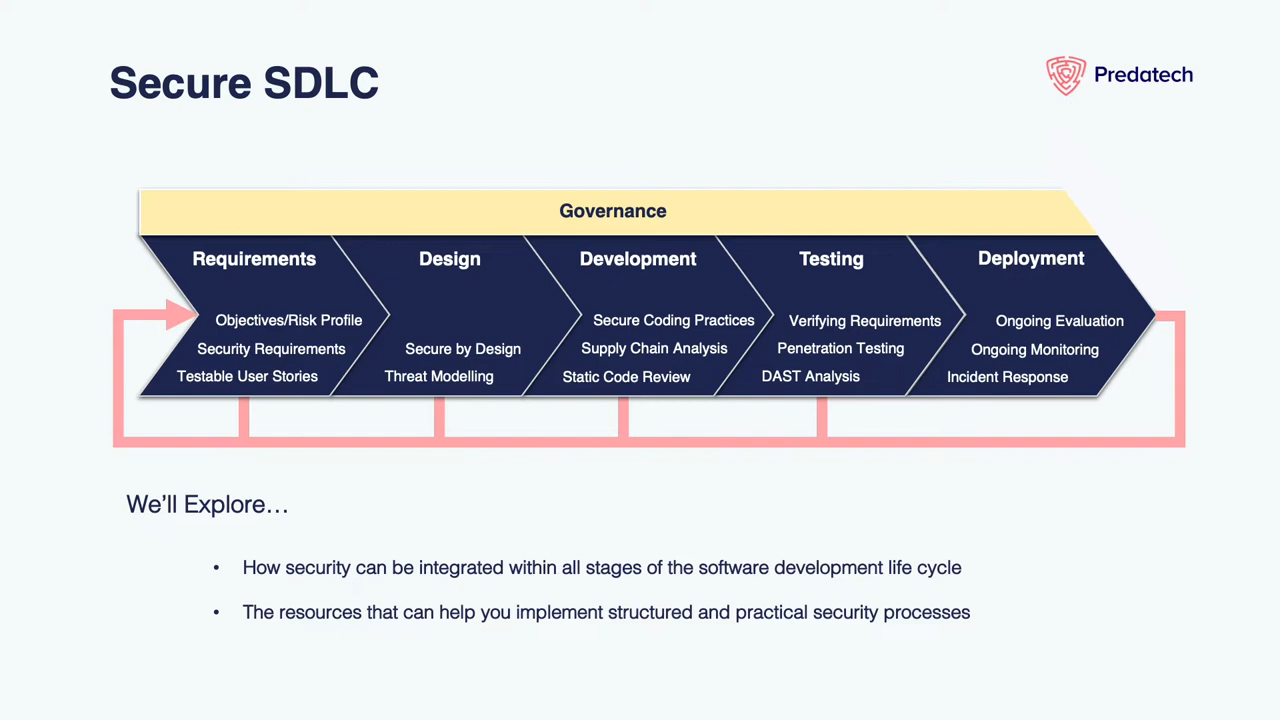 Secure SDLC
Predatech
Governance
Requirements
Objectives/Risk Profile
Security Requirements
Testable User Stories
Design
Secure by Design
Threat Modelling
Development
Secure Coding Practices
Supply Chain Analysis
Static Code Review
Testing
Verifying Requirements
Penetration Testing
DAST Analysis
Deployment
Ongoing Evaluation
Ongoing Monitoring
Incident Response
We’ll Explore…
• How security can be integrated within all stages of the software development life cycle
• The resources that can help you implement structured and practical security processes